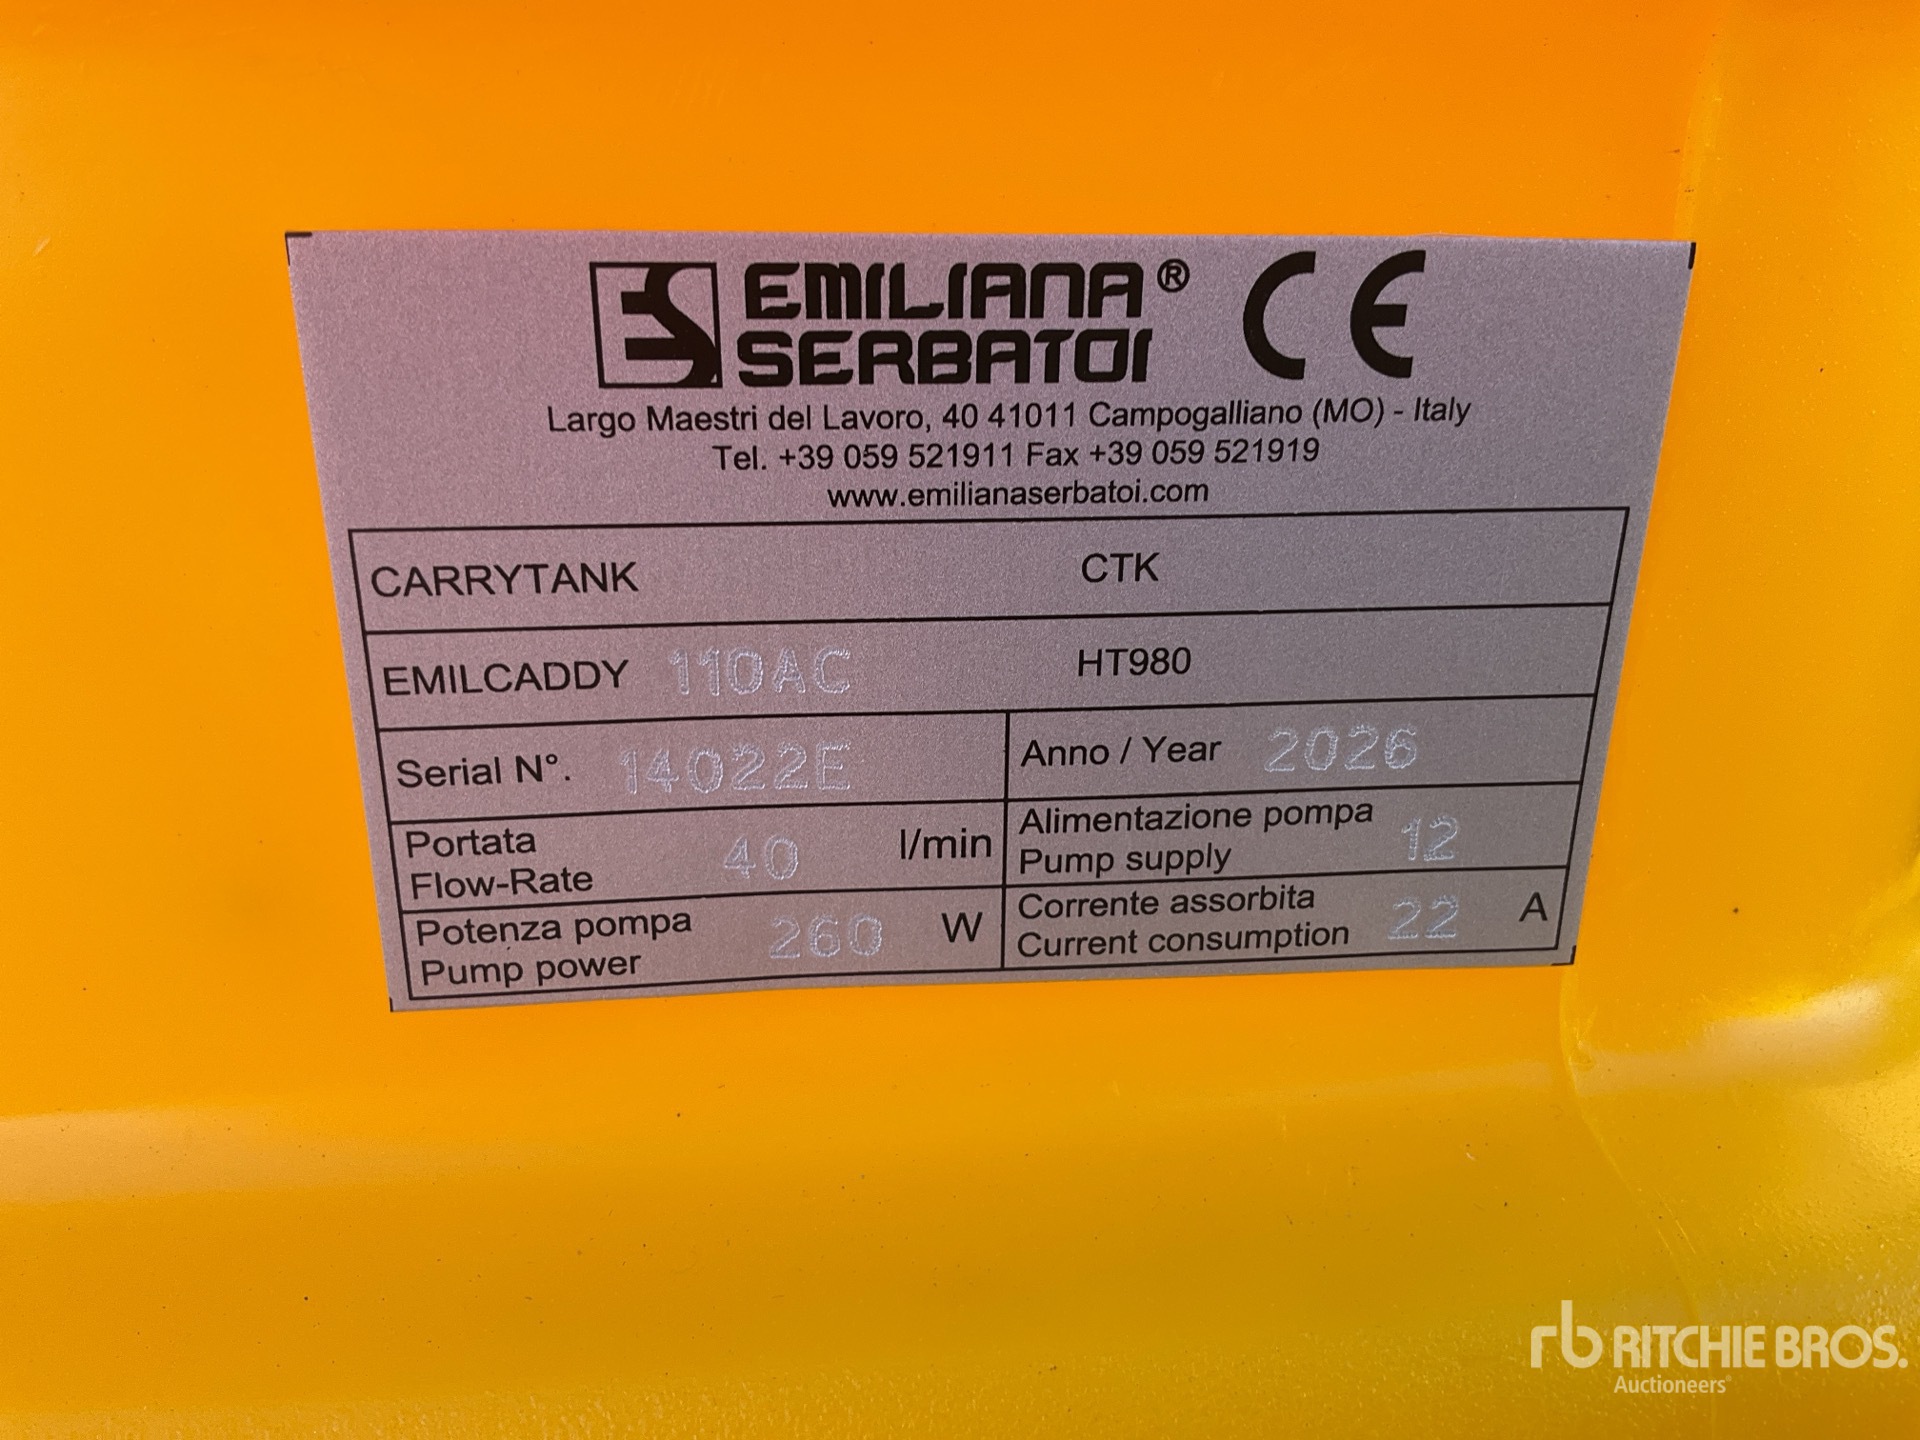 ES EMILIANA® CE
SERBATOI
Largo Maestri del Lavoro, 40 41011 Campogalliano (MO) - Italy
Tel. +39 059 521911 Fax +39 059 521919
www.emilianaserbatoi.com
CARRYTANK CTK
EMILCADDY 110AC HT980
Serial N°. 14022E Anno / Year 2026
Portata
Flow-Rate 40 l/min
Alimentazione pompa
Pump supply 12
Potenza pompa
Pump power 260 W
Corrente assorbita
Current consumption 22 A
rb RITCHIE BROS.
Auctioneers